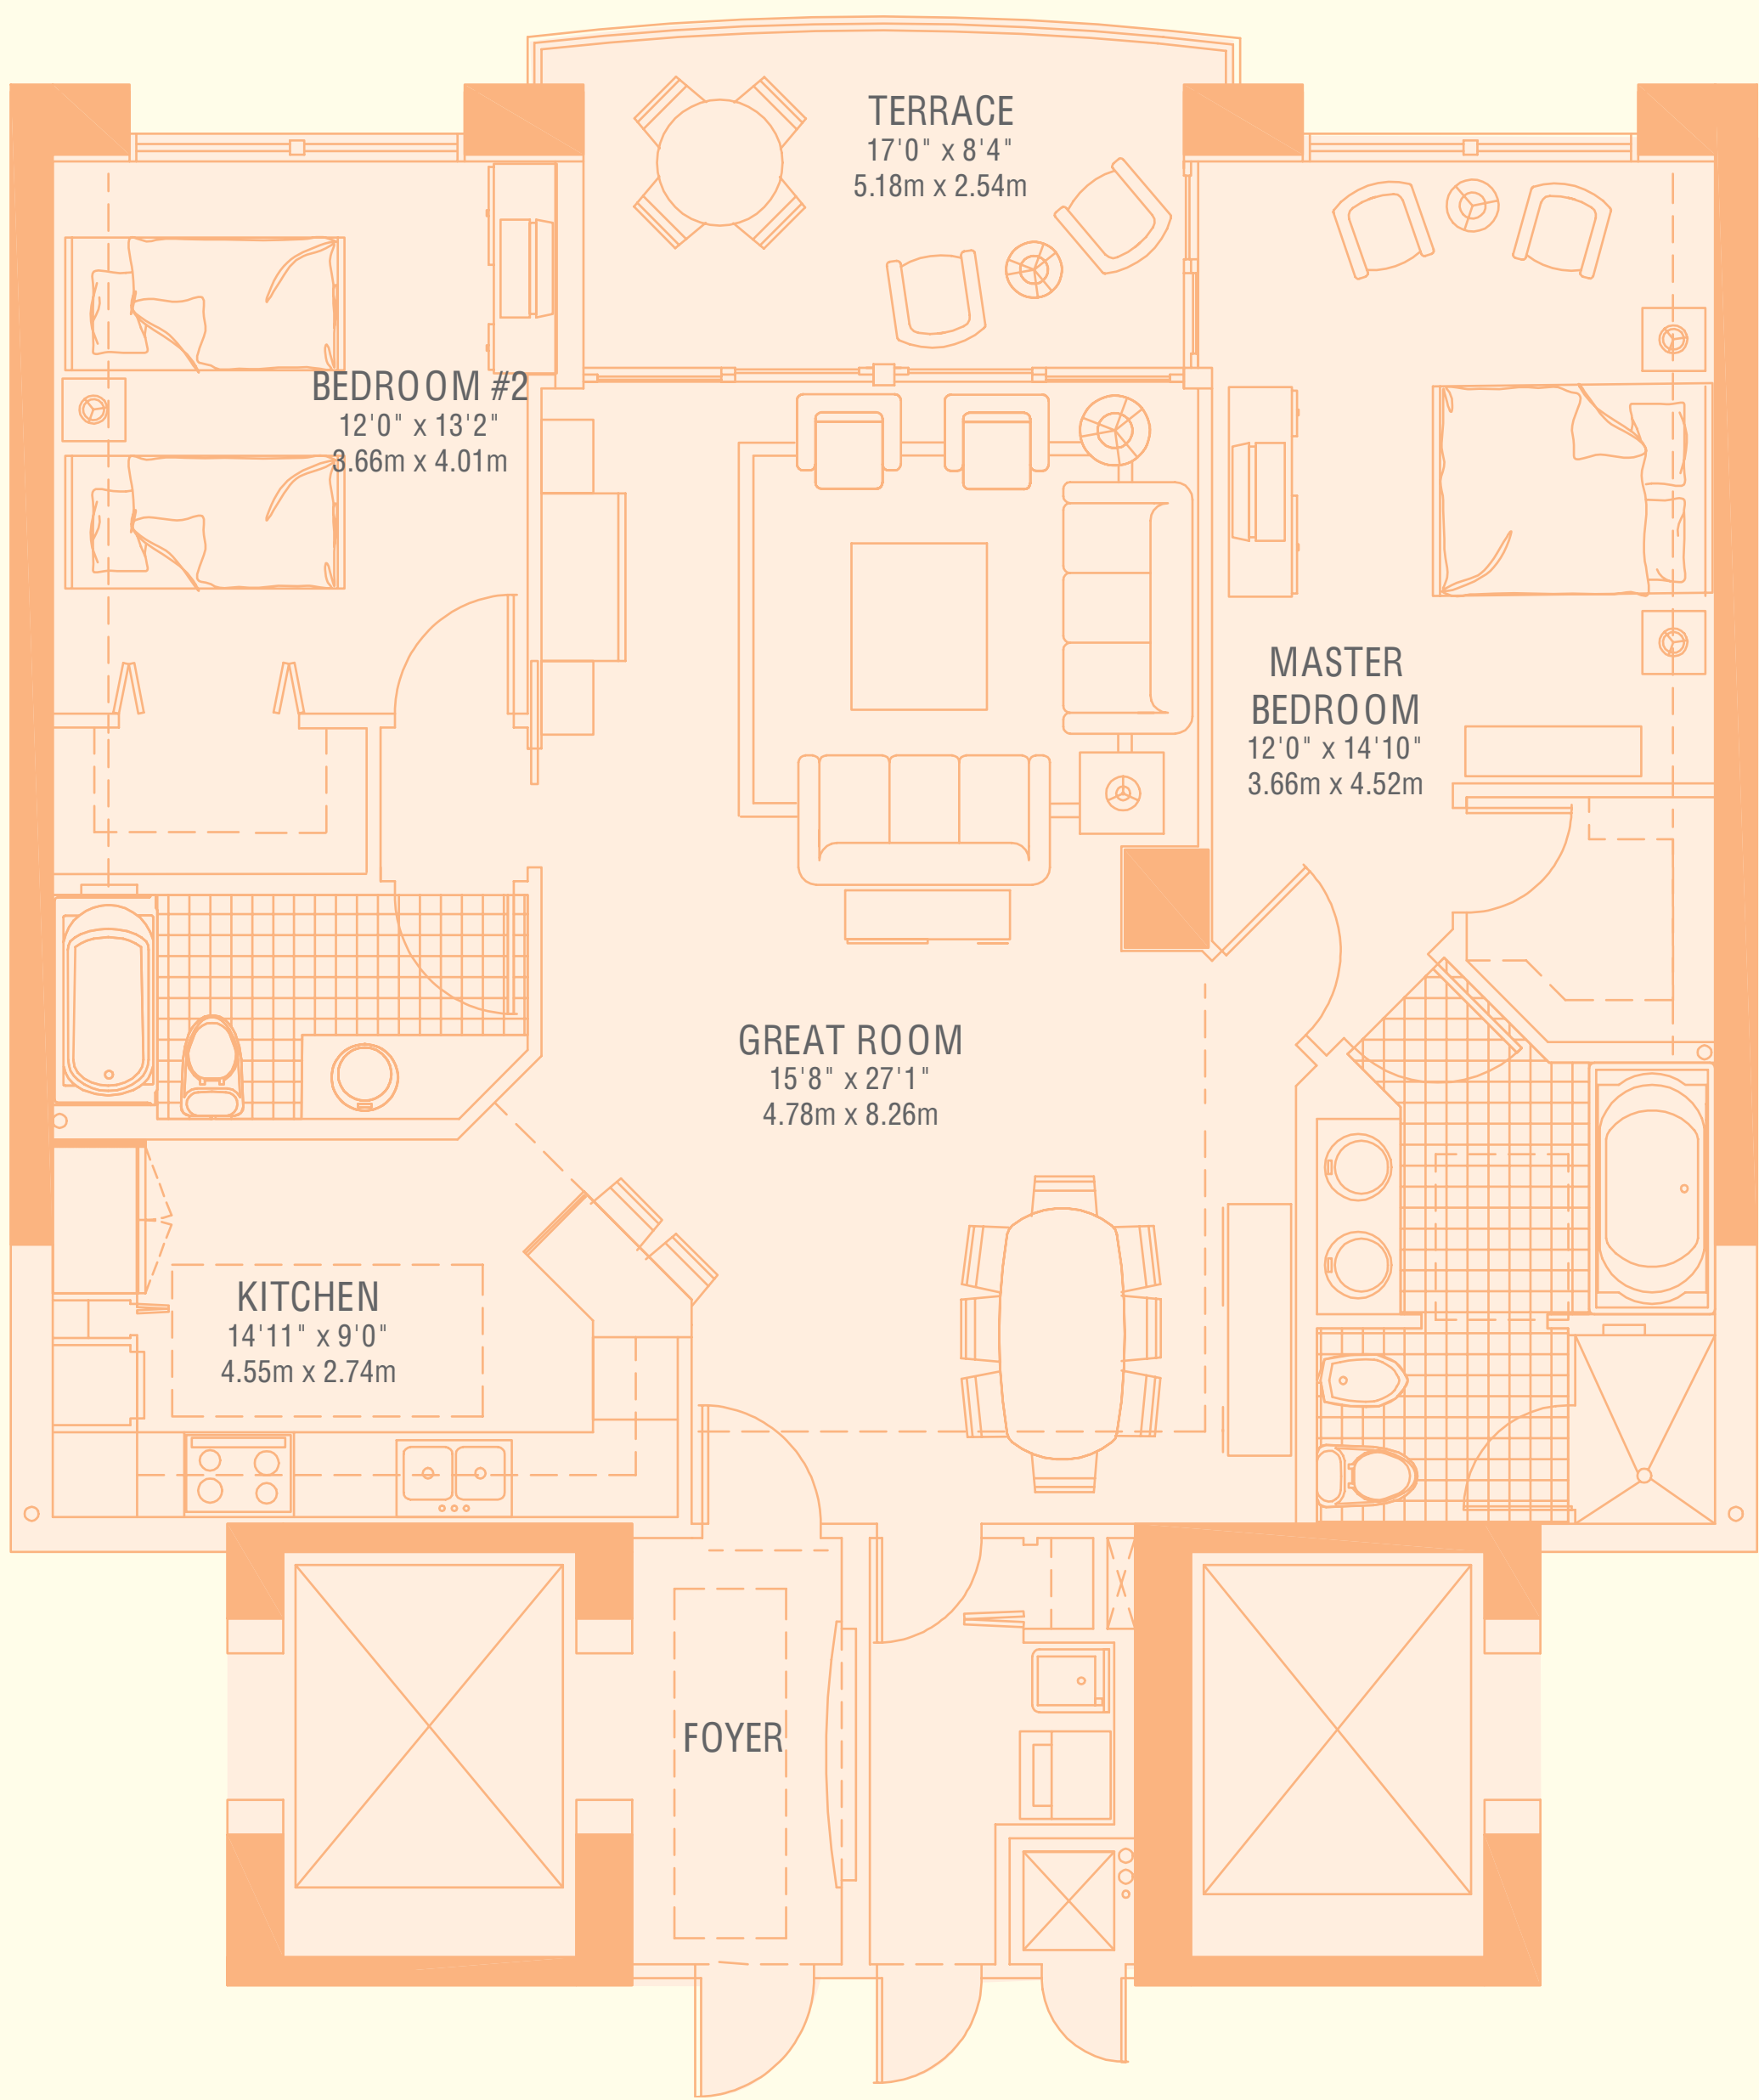 TERRACE
17'0" x 8'4"
5.18m x 2.54m
BEDROOM #2
12'0" x 13'2"
3.66m x 4.01m
MASTER
BEDROOM
12'0" x 14'10"
3.66m x 4.52m
GREAT ROOM
15'8" x 27'1"
4.78m x 8.26m
KITCHEN
14'11" x 9'0"
4.55m x 2.74m
FOYER